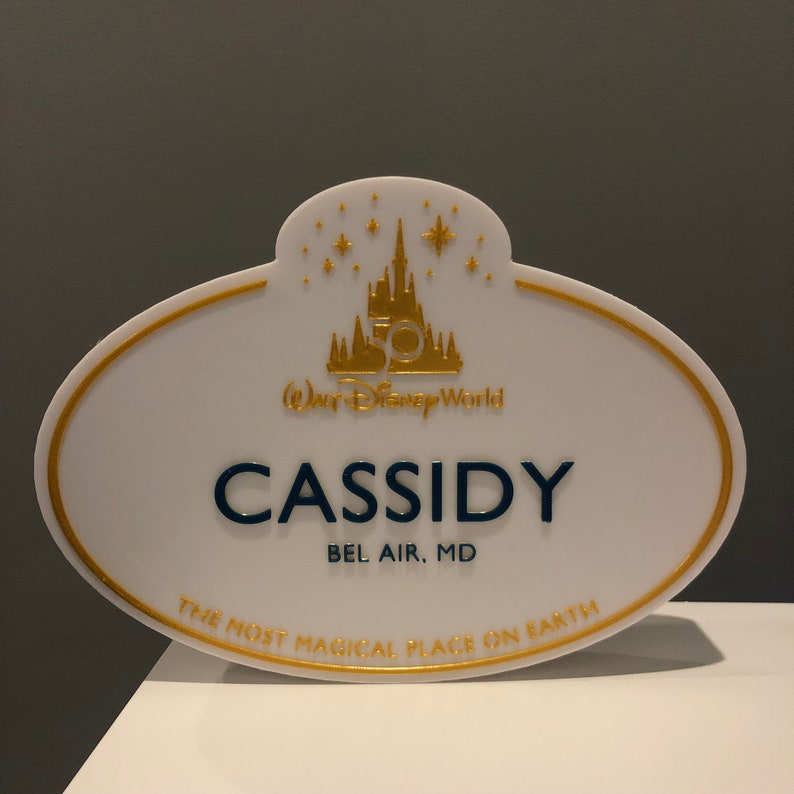 50
Walt Disney World
CASSIDY
BEL AIR, MD
THE MOST MAGICAL PLACE ON EARTH